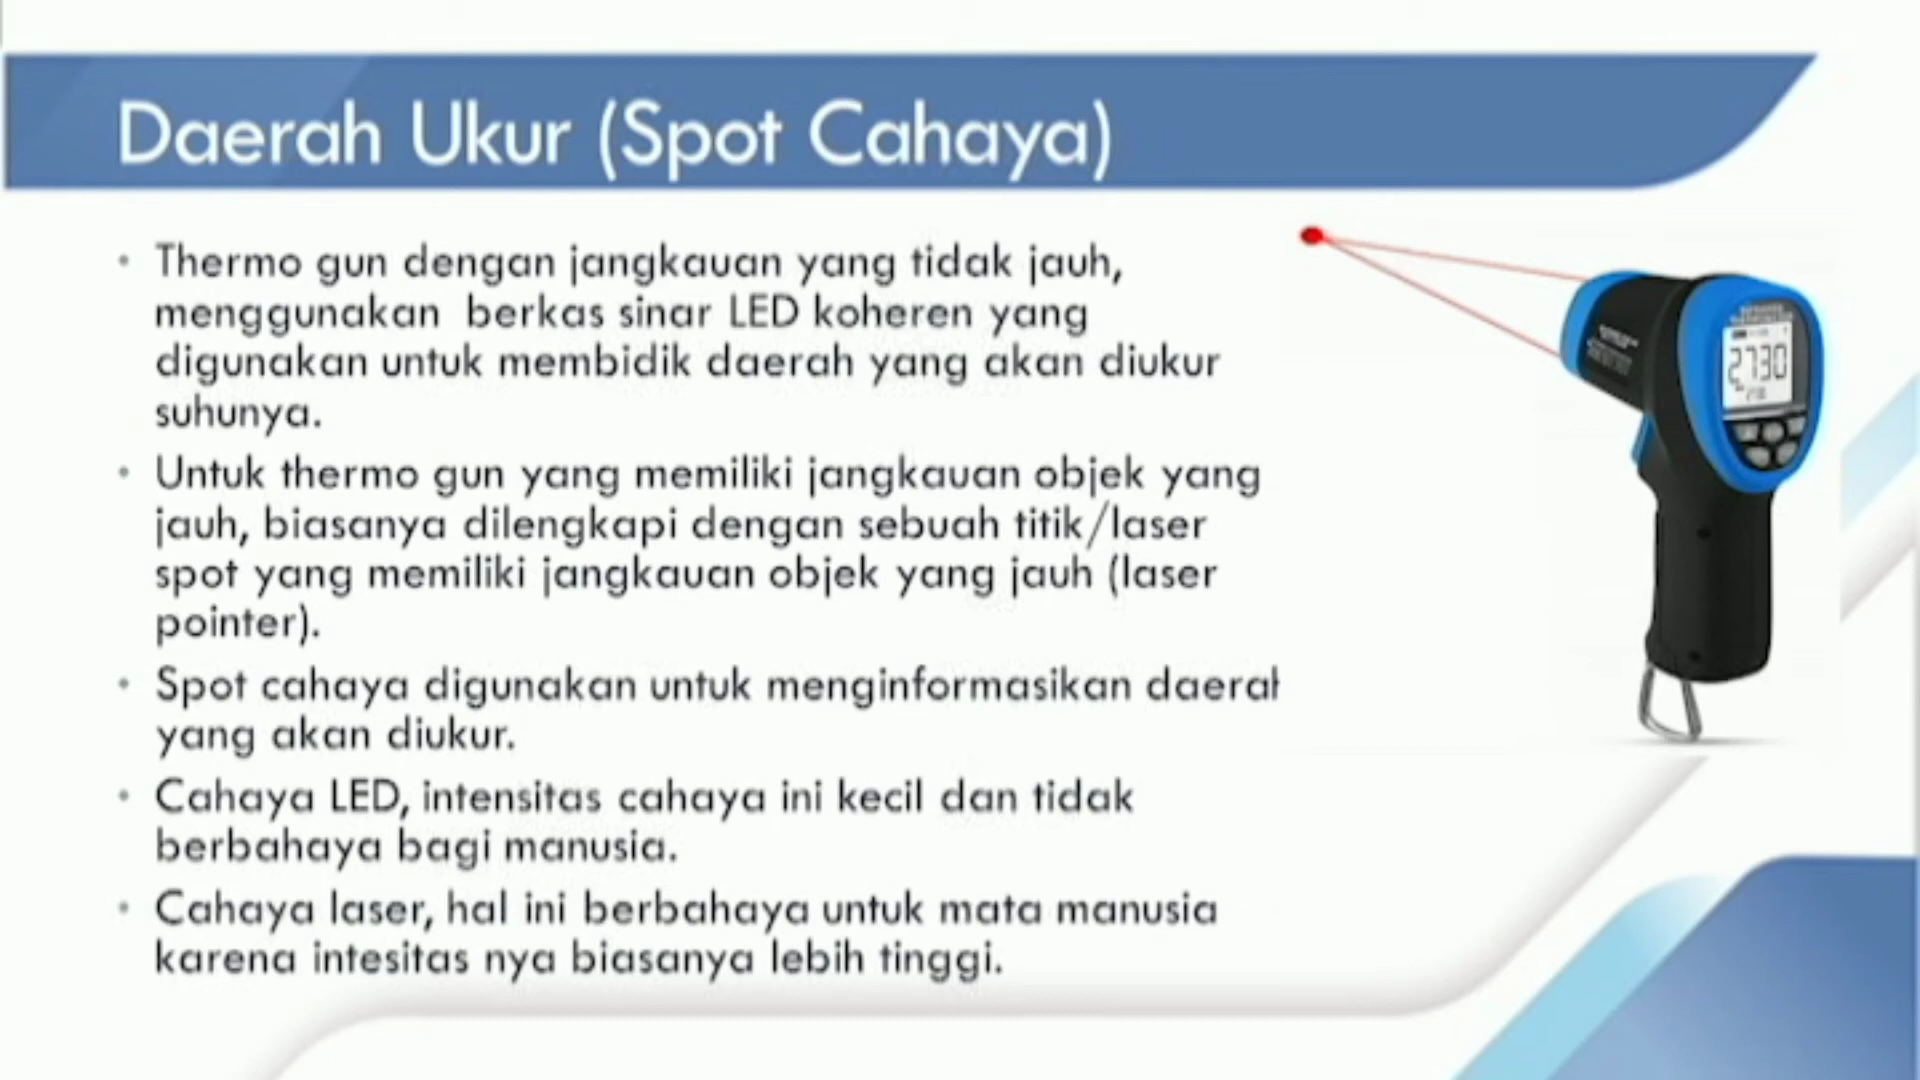 Daerah Ukur (Spot Cahaya)
• Thermo gun dengan jangkauan yang tidak jauh,
menggunakan berkas sinar LED koheren yang
digunakan untuk membidik daerah yang akan diukur
suhunya.
• Untuk thermo gun yang memiliki jangkauan objek yang
jauh, biasanya dilengkapi dengan sebuah titik/laser
spot yang memiliki jangkauan objek yang jauh (laser
pointer).
• Spot cahaya digunakan untuk menginformasikan daerah
yang akan diukur.
• Cahaya LED, intensitas cahaya ini kecil dan tidak
berbahaya bagi manusia.
• Cahaya laser, hal ini berbahaya untuk mata manusia
karena intesitas nya biasanya lebih tinggi.
2730